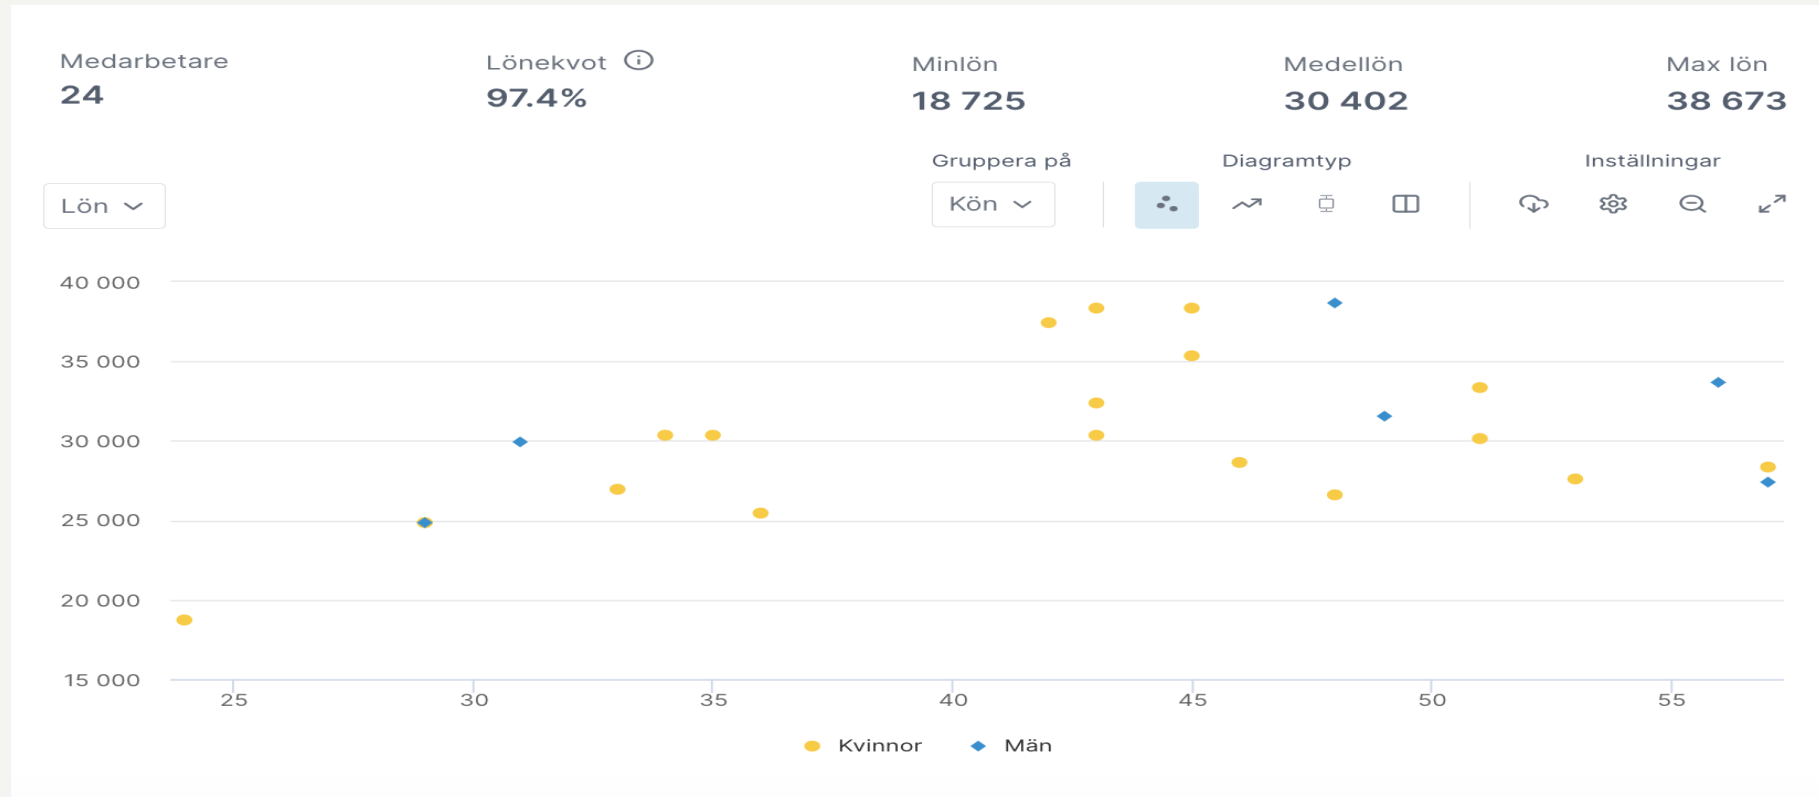 Medarbetare
24
Lönekvot
97.4%
Minlön
18 725
Medellön
30 402
Max lön
38 673
Gruppera på
Diagramtyp
Inställningar
Lön
Kön
40 000
35 000
30 000
25 000
20 000
15 000
25 30 35 40 45 50 55
Kvinnor Män